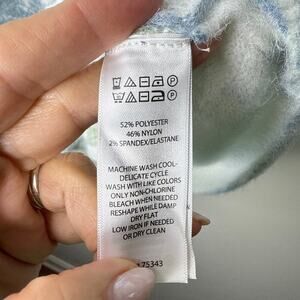 52% POLYESTER
46% NYLON
2% SPANDEX/ELASTANE
MACHINE WASH COOL-
DELICATE CYCLE
WASH WITH LIKE COLORS
ONLY NON-CHLORINE
BLEACH WHEN NEEDED
RESHAPE WHILE DAMP
DRY FLAT
LOW IRON IF NEEDED
OR DRY CLEAN
175343